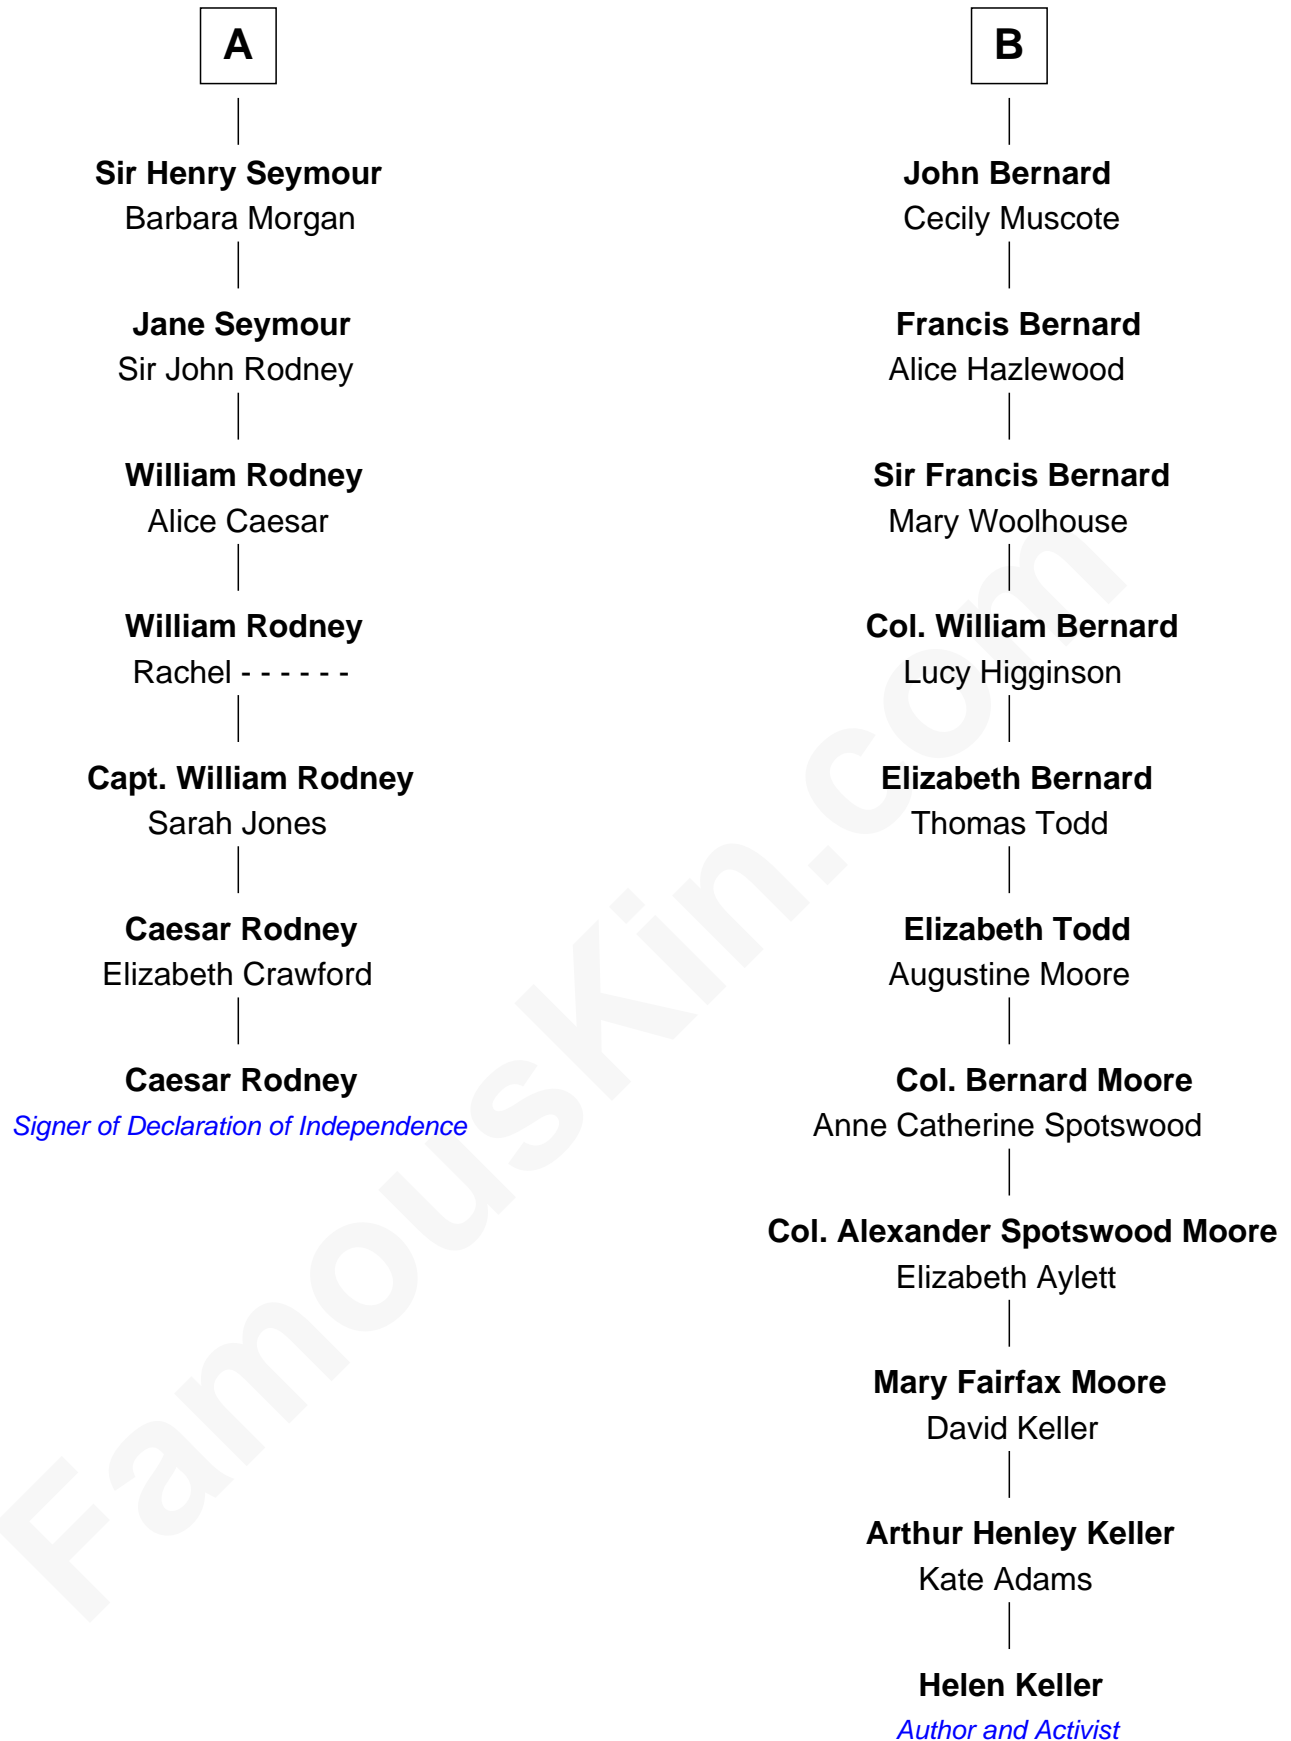 A
Sir Henry Seymour
Barbara Morgan
Jane Seymour
Sir John Rodney
William Rodney
Alice Caesar
William Rodney
Rachel - - - - - -
Capt. William Rodney
Sarah Jones
Caesar Rodney
Elizabeth Crawford
Caesar Rodney
Signer of Declaration of Independence
B
John Bernard
Cecily Muscote
Francis Bernard
Alice Hazlewood
Sir Francis Bernard
Mary Woolhouse
Col. William Bernard
Lucy Higginson
Elizabeth Bernard
Thomas Todd
Elizabeth Todd
Augustine Moore
Col. Bernard Moore
Anne Catherine Spotswood
Col. Alexander Spotswood Moore
Elizabeth Aylett
Mary Fairfax Moore
David Keller
Arthur Henley Keller
Kate Adams
Helen Keller
Author and Activist
FamousKin.com